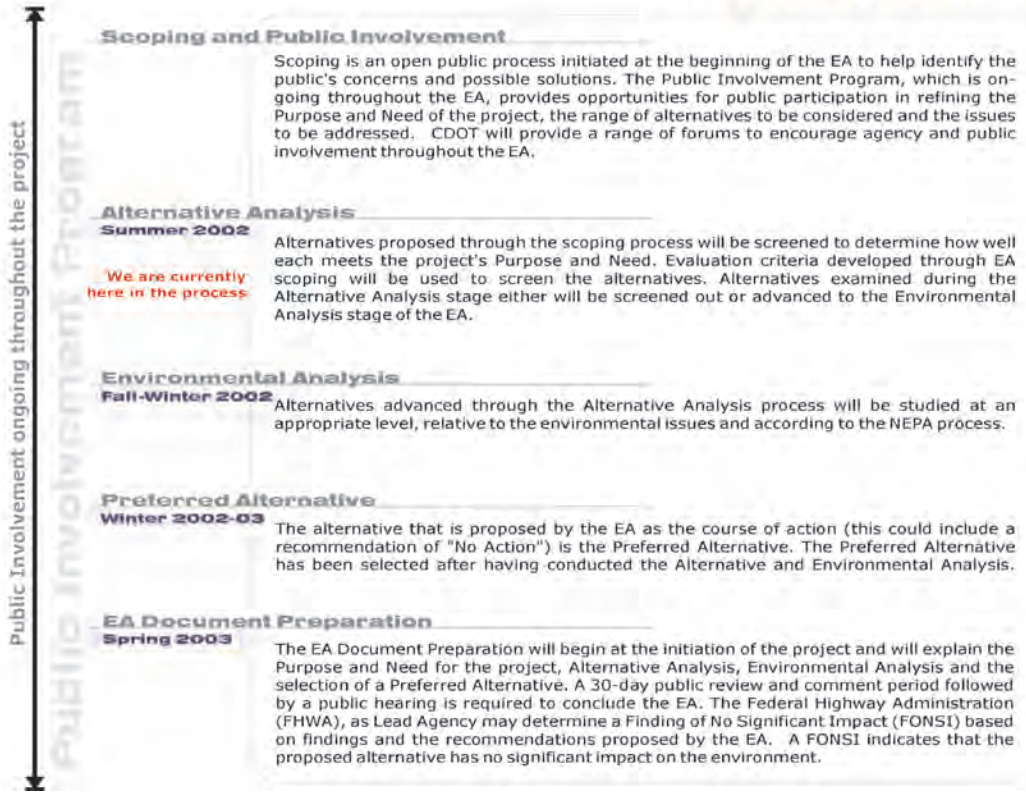 Public Involvement ongoing throughout the project
Public Involvement Program
Scoping and Public Involvement
Scoping is an open public process initiated at the beginning of the EA to help identify the
public's concerns and possible solutions. The Public Involvement Program, which is on-
going throughout the EA, provides opportunities for public participation in refining the
Purpose and Need of the project, the range of alternatives to be considered and the issues
to be addressed. CDOT will provide a range of forums to encourage agency and public
involvement throughout the EA.
Alternative Analysis
Summer 2002
We are currently
here in the process
Alternatives proposed through the scoping process will be screened to determine how well
each meets the project's Purpose and Need. Evaluation criteria developed through EA
scoping will be used to screen the alternatives. Alternatives examined during the
Alternative Analysis stage either will be screened out or advanced to the Environmental
Analysis stage of the EA.
Environmental Analysis
Fall-Winter 2002
Alternatives advanced through the Alternative Analysis process will be studied at an
appropriate level, relative to the environmental issues and according to the NEPA process.
Preferred Alternative
Winter 2002-03
The alternative that is proposed by the EA as the course of action (this could include a
recommendation of "No Action") is the Preferred Alternative. The Preferred Alternative
has been selected after having conducted the Alternative and Environmental Analysis.
EA Document Preparation
Spring 2003
The EA Document Preparation will begin at the initiation of the project and will explain the
Purpose and Need for the project, Alternative Analysis, Environmental Analysis and the
selection of a Preferred Alternative. A 30-day public review and comment period followed
by a public hearing is required to conclude the EA. The Federal Highway Administration
(FHWA), as Lead Agency may determine a Finding of No Significant Impact (FONSI) based
on findings and the recommendations proposed by the EA. A FONSI indicates that the
proposed alternative has no significant impact on the environment.